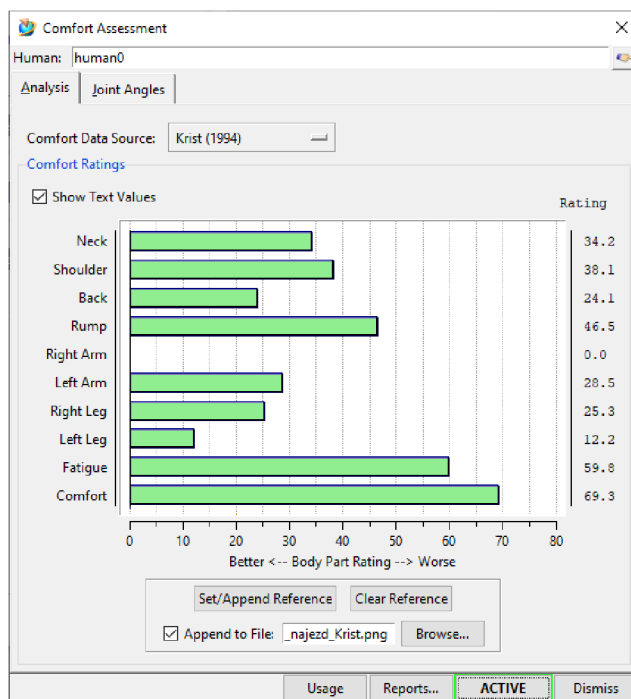 Comfort Assessment
Human: human0
Analysis Joint Angles
Comfort Data Source: Krist (1994)
Comfort Ratings
Show Text Values Rating
Neck 34.2
Shoulder 38.1
Back 24.1
Rump 46.5
Right Arm 0.0
Left Arm 28.5
Right Leg 25.3
Left Leg 12.2
Fatigue 59.8
Comfort 69.3
0 10 20 30 40 50 60 70 80
Better <-- Body Part Rating --> Worse
Set/Append Reference Clear Reference
Append to File: _najezd_Krist.png Browse...
Usage Reports... ACTIVE Dismiss